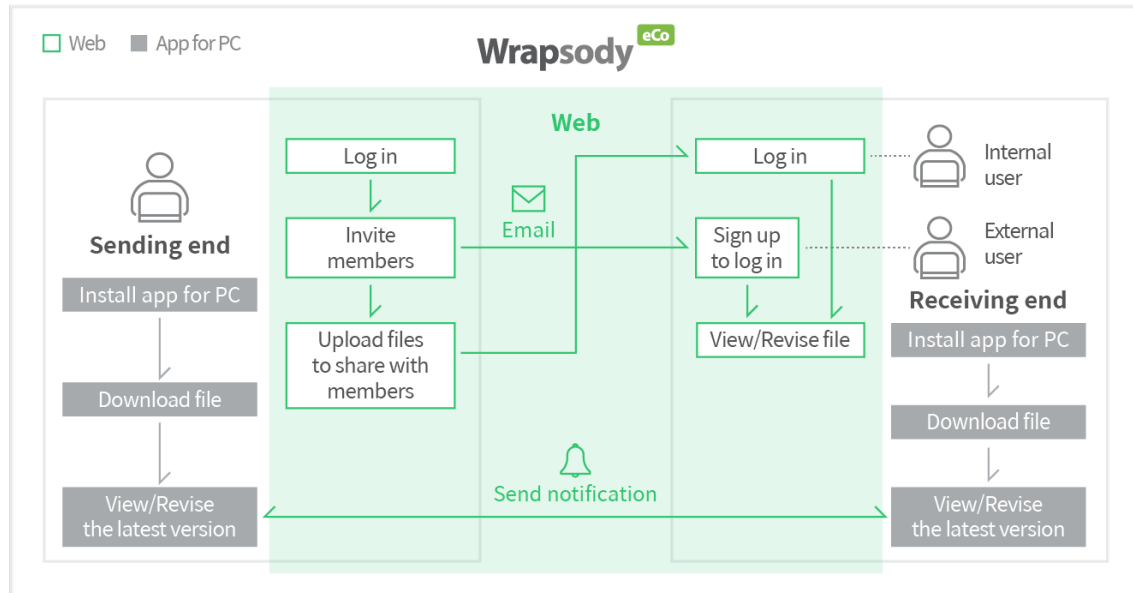 Web
App for PC
Wrapsody
eCo
Web
Sending end
Install app for PC
Download file
View/Revise
the latest version
Log in
Invite
members
Upload files
to share with
members
Email
Send notification
Log in
Sign up
to log in
View/Revise file
Internal
user
External
user
Receiving end
Install app for PC
Download file
View/Revise
the latest version